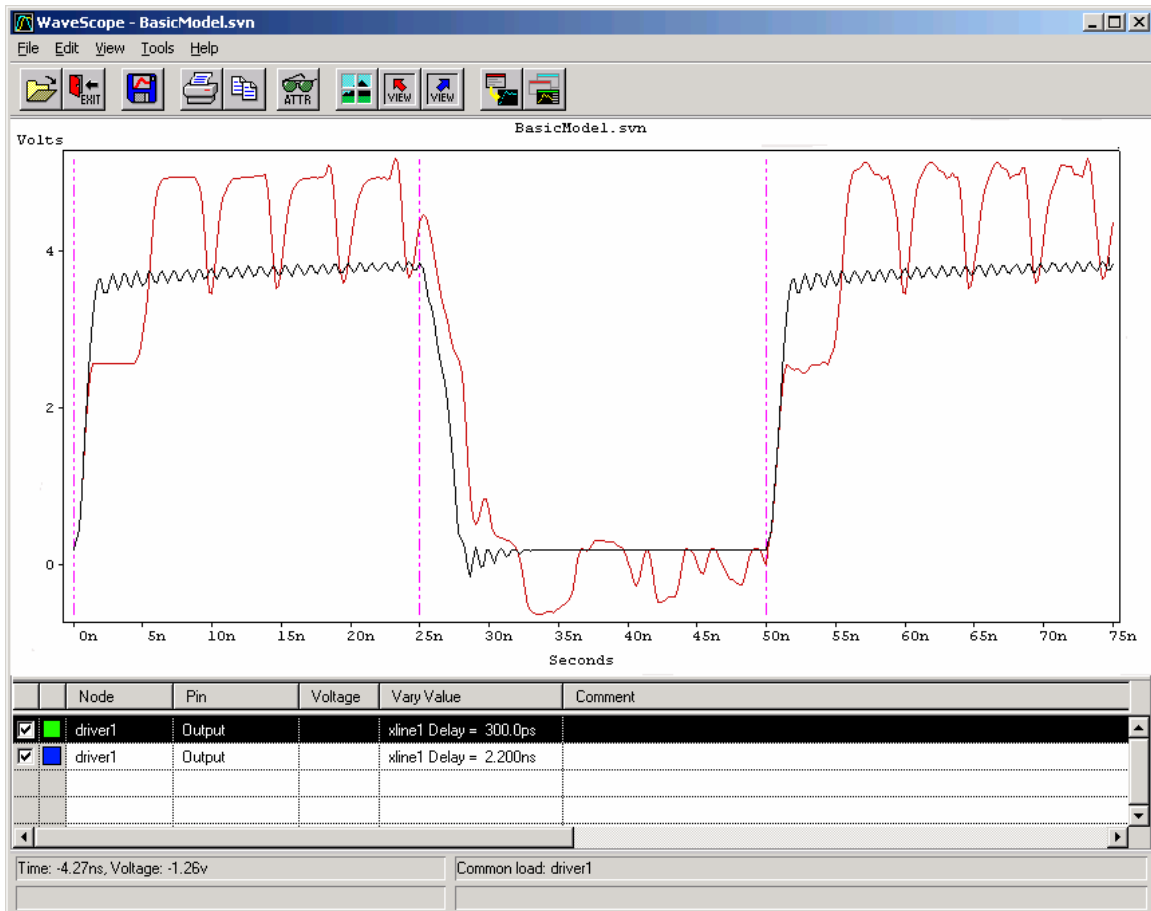 WaveScope - BasicModel.svn
File Edit View Tools Help
EXIT ATTR VIEW VIEW
BasicModel.svn
Volts
4
2
0
0n 5n 10n 15n 20n 25n 30n 35n 40n 45n 50n 55n 60n 65n 70n 75n
Seconds
Node Pin Voltage Vary Value Comment
driver1 Output xline1 Delay = 300.0ps
driver1 Output xline1 Delay = 2.200ns
Time: -4.27ns, Voltage: -1.26v Common load: driver1